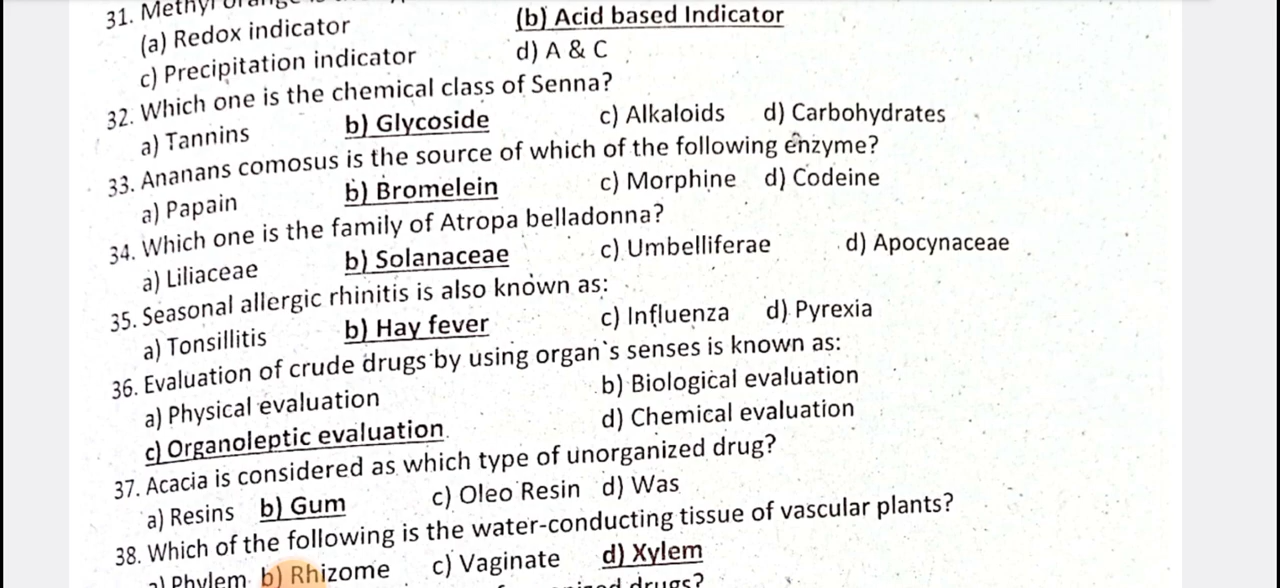 31. Methyl
(a) Redox indicator (b) Acid based Indicator
c) Precipitation indicator d) A & C
32. Which one is the chemical class of Senna?
a) Tannins b) Glycoside c) Alkaloids d) Carbohydrates
33. Ananans comosus is the source of which of the following enzyme?
a) Papain b) Bromelein c) Morphine d) Codeine
34. Which one is the family of Atropa belladonna?
a) Liliaceae b) Solanaceae c) Umbelliferae d) Apocynaceae
35. Seasonal allergic rhinitis is also known as:
a) Tonsillitis b) Hay fever c) Influenza d) Pyrexia
36. Evaluation of crude drugs by using organ`s senses is known as:
a) Physical evaluation b) Biological evaluation
c) Organoleptic evaluation d) Chemical evaluation
37. Acacia is considered as which type of unorganized drug?
a) Resins b) Gum c) Oleo Resin d) Was
38. Which of the following is the water-conducting tissue of vascular plants?
a) Phylem b) Rhizome c) Vaginate d) Xylem
drugs?